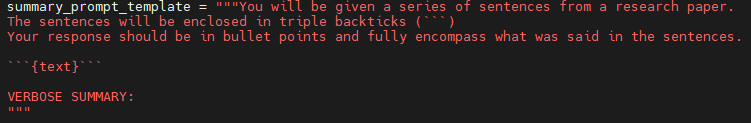 summary_prompt_template = """You will be given a series of sentences from a research paper.
The sentences will be enclosed in triple backticks (```)
Your response should be in bullet points and fully encompass what was said in the sentences.
```{text}```
VERBOSE SUMMARY:
"""